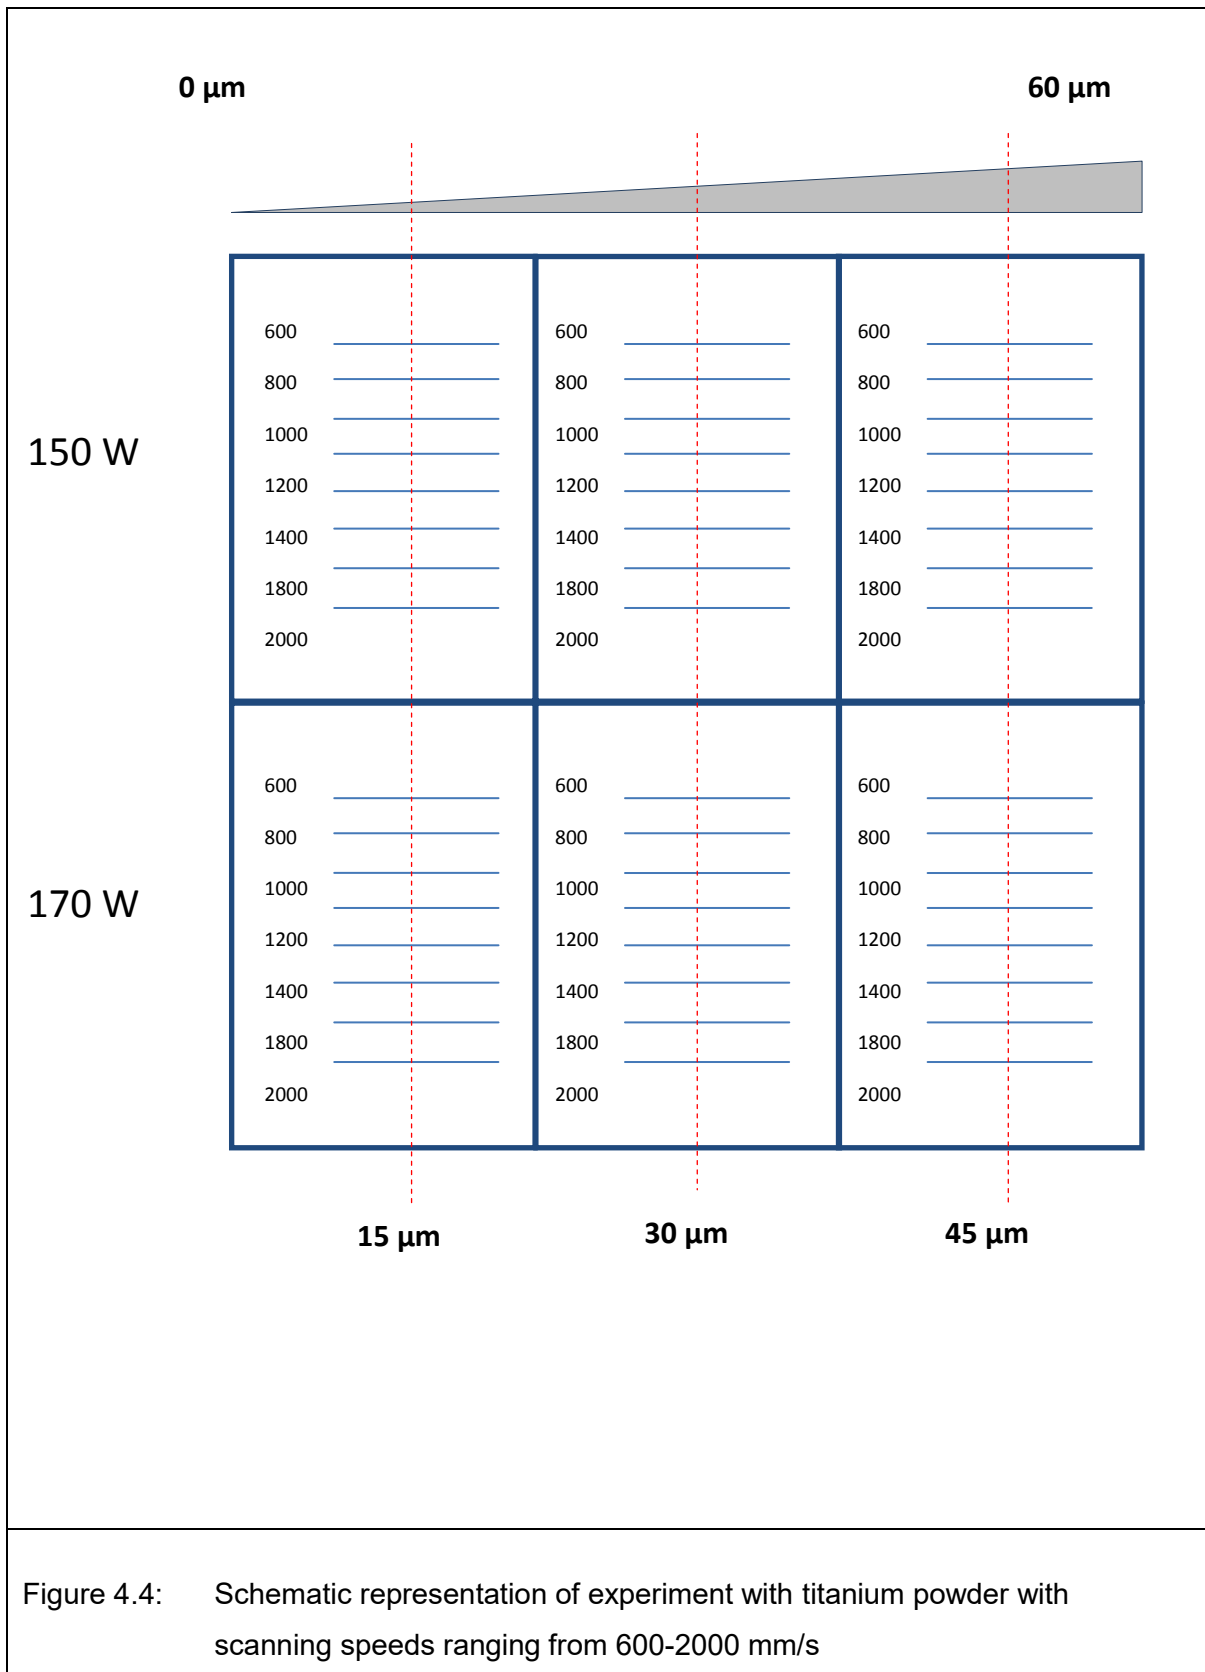 0 µm 60 µm
600 600 600
800 800 800
1000 1000 1000
150 W
1200 1200 1200
1400 1400 1400
1800 1800 1800
2000 2000 2000
600 600 600
800 800 800
1000 1000 1000
170 W
1200 1200 1200
1400 1400 1400
1800 1800 1800
2000 2000 2000
15 µm 30 µm 45 µm
Figure 4.4: Schematic representation of experiment with titanium powder with
scanning speeds ranging from 600-2000 mm/s